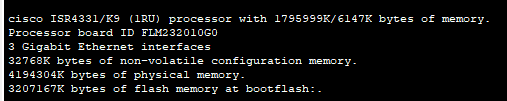 cisco ISR4331/K9 (1RU) processor with 1795999K/6147K bytes of memory.
Processor board ID FLM232010G0
3 Gigabit Ethernet interfaces
32768K bytes of non-volatile configuration memory.
4194304K bytes of physical memory.
3207167K bytes of flash memory at bootflash:.